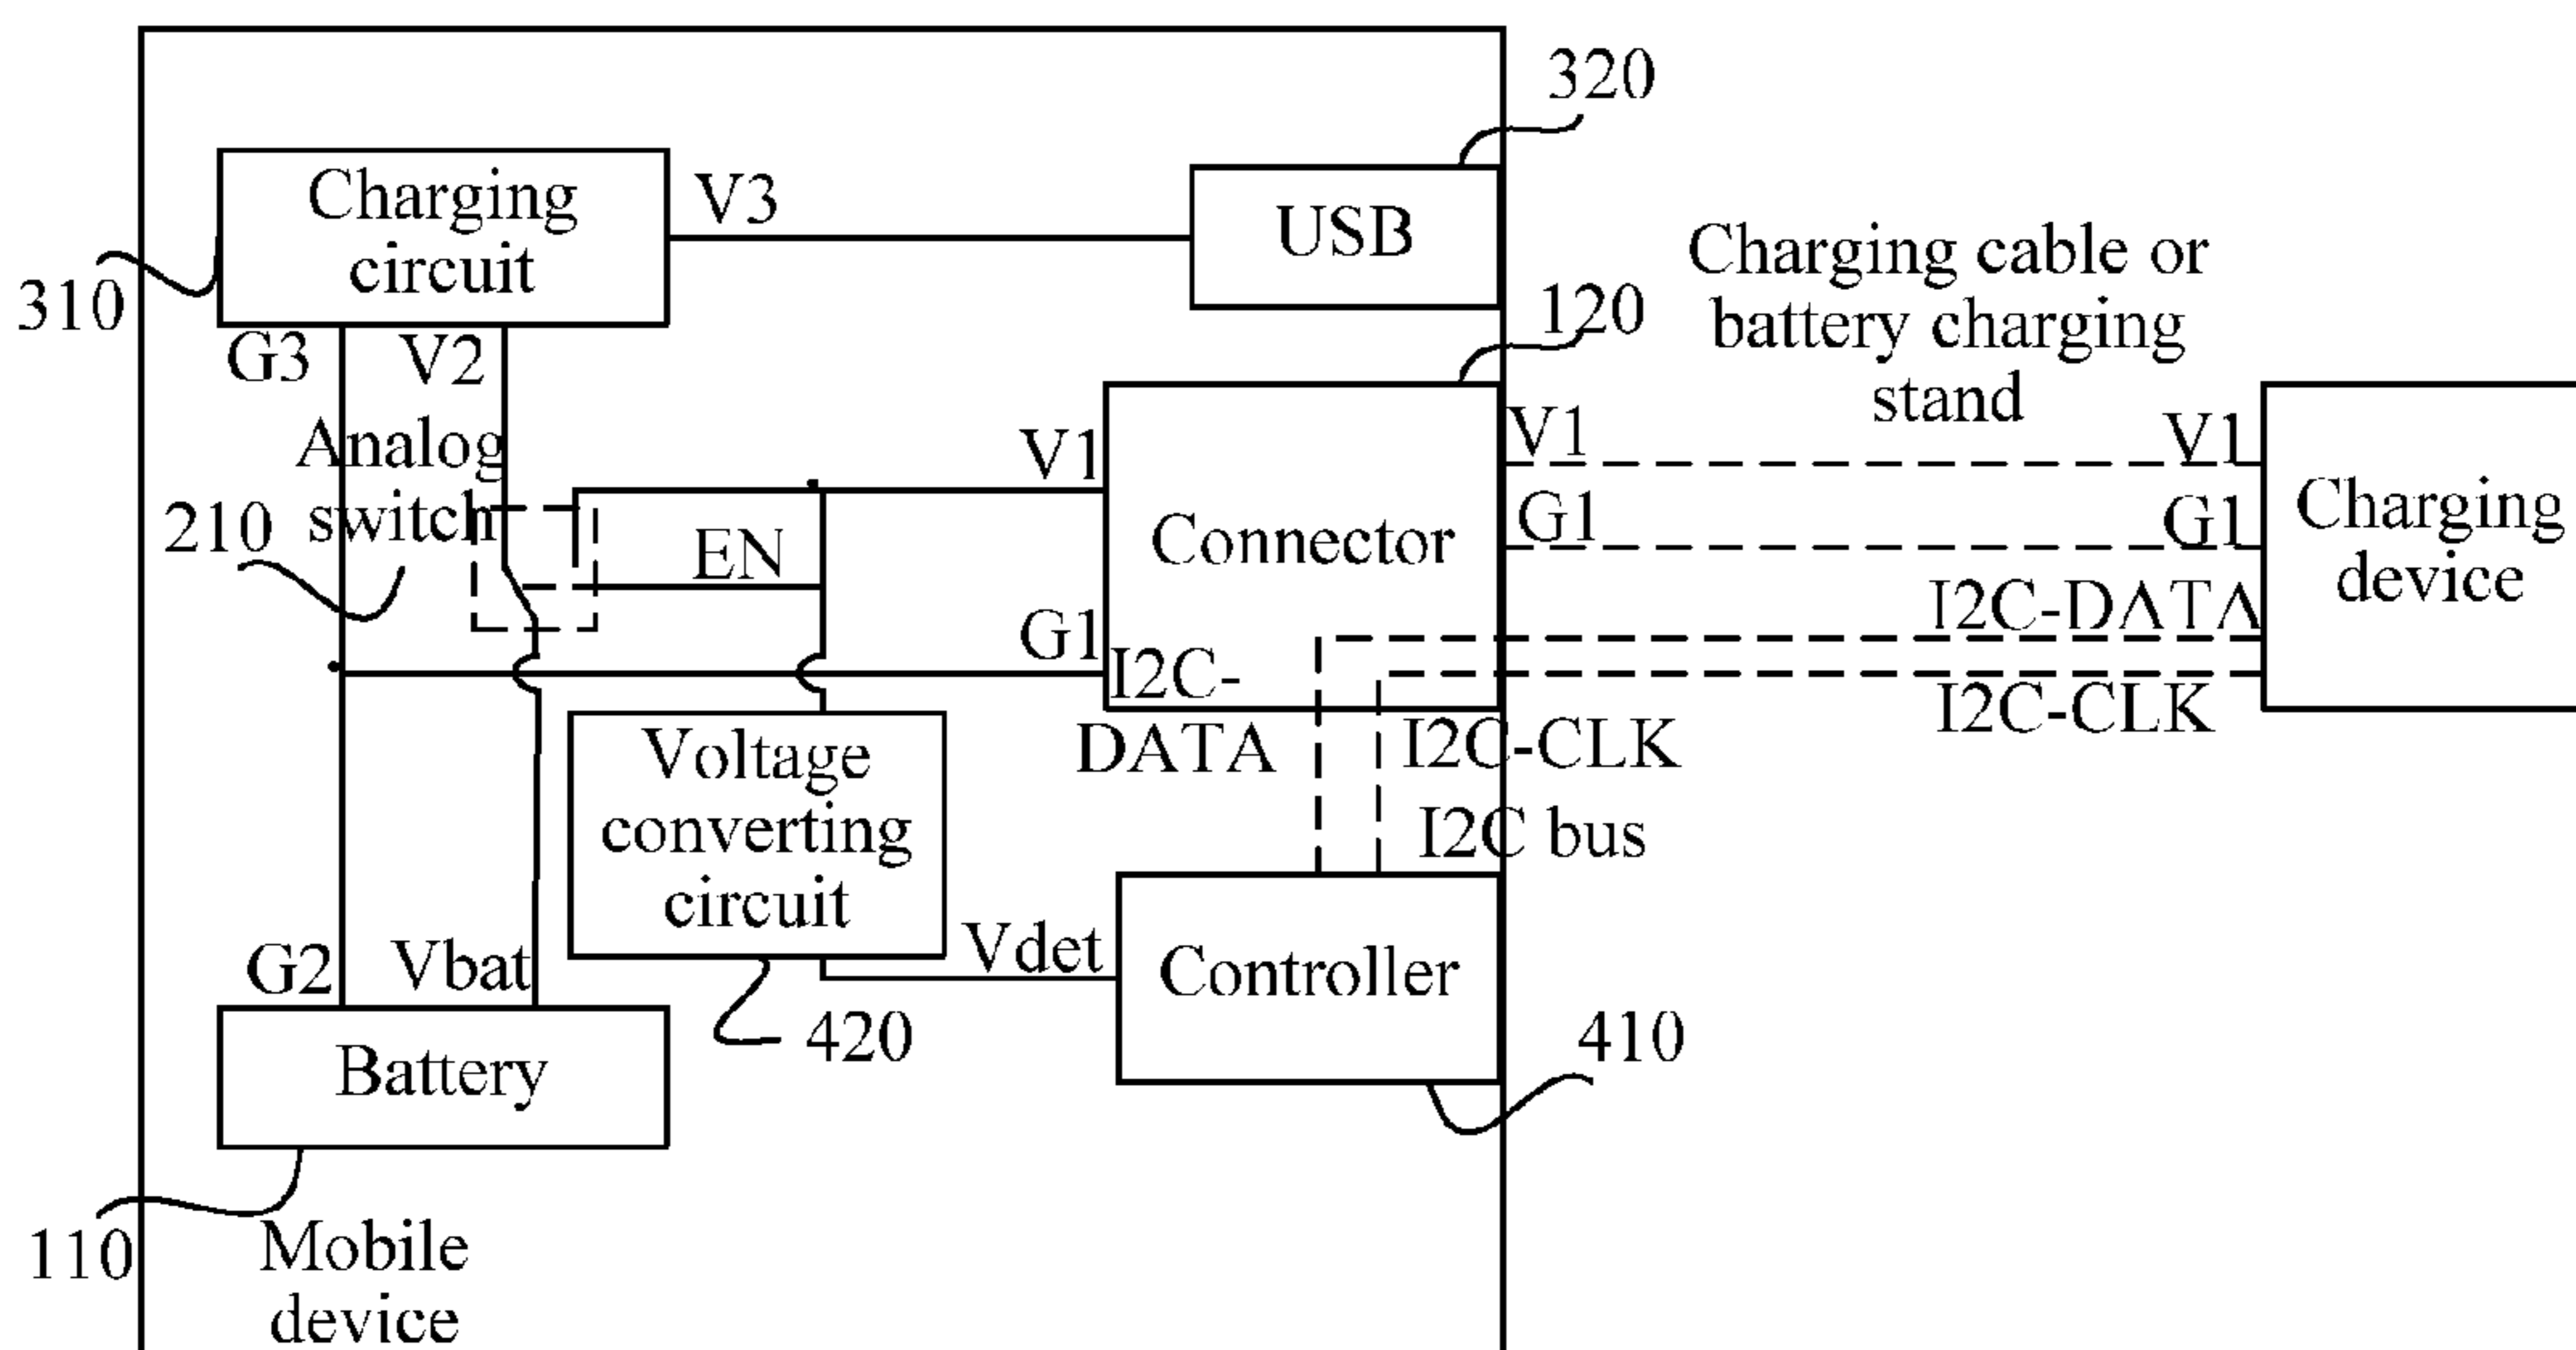 320
Charging
circuit
V3
USB
310
Charging cable or
battery charging
stand
120
G3
V2
Analog
switch
210
V1
V1
V1
EN
Connector
G1
G1
Charging
device
G1
I2C-DATA
I2C-
DATA
I2C-CLK
I2C-CLK
I2C bus
Voltage
converting
circuit
G2
Vbat
Vdet
Controller
420
410
Battery
110
Mobile
device